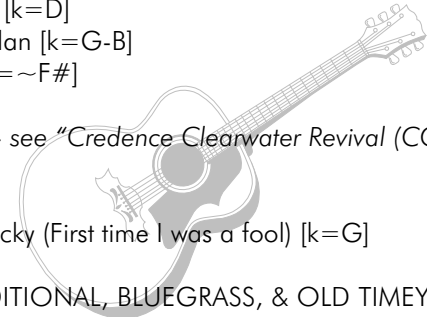 [k=D]
lan [k=G-B]
=~F#]
see “Credence Clearwater Revival (CC
cky (First time I was a fool) [k=G]
DITIONAL, BLUEGRASS, & OLD TIMEY